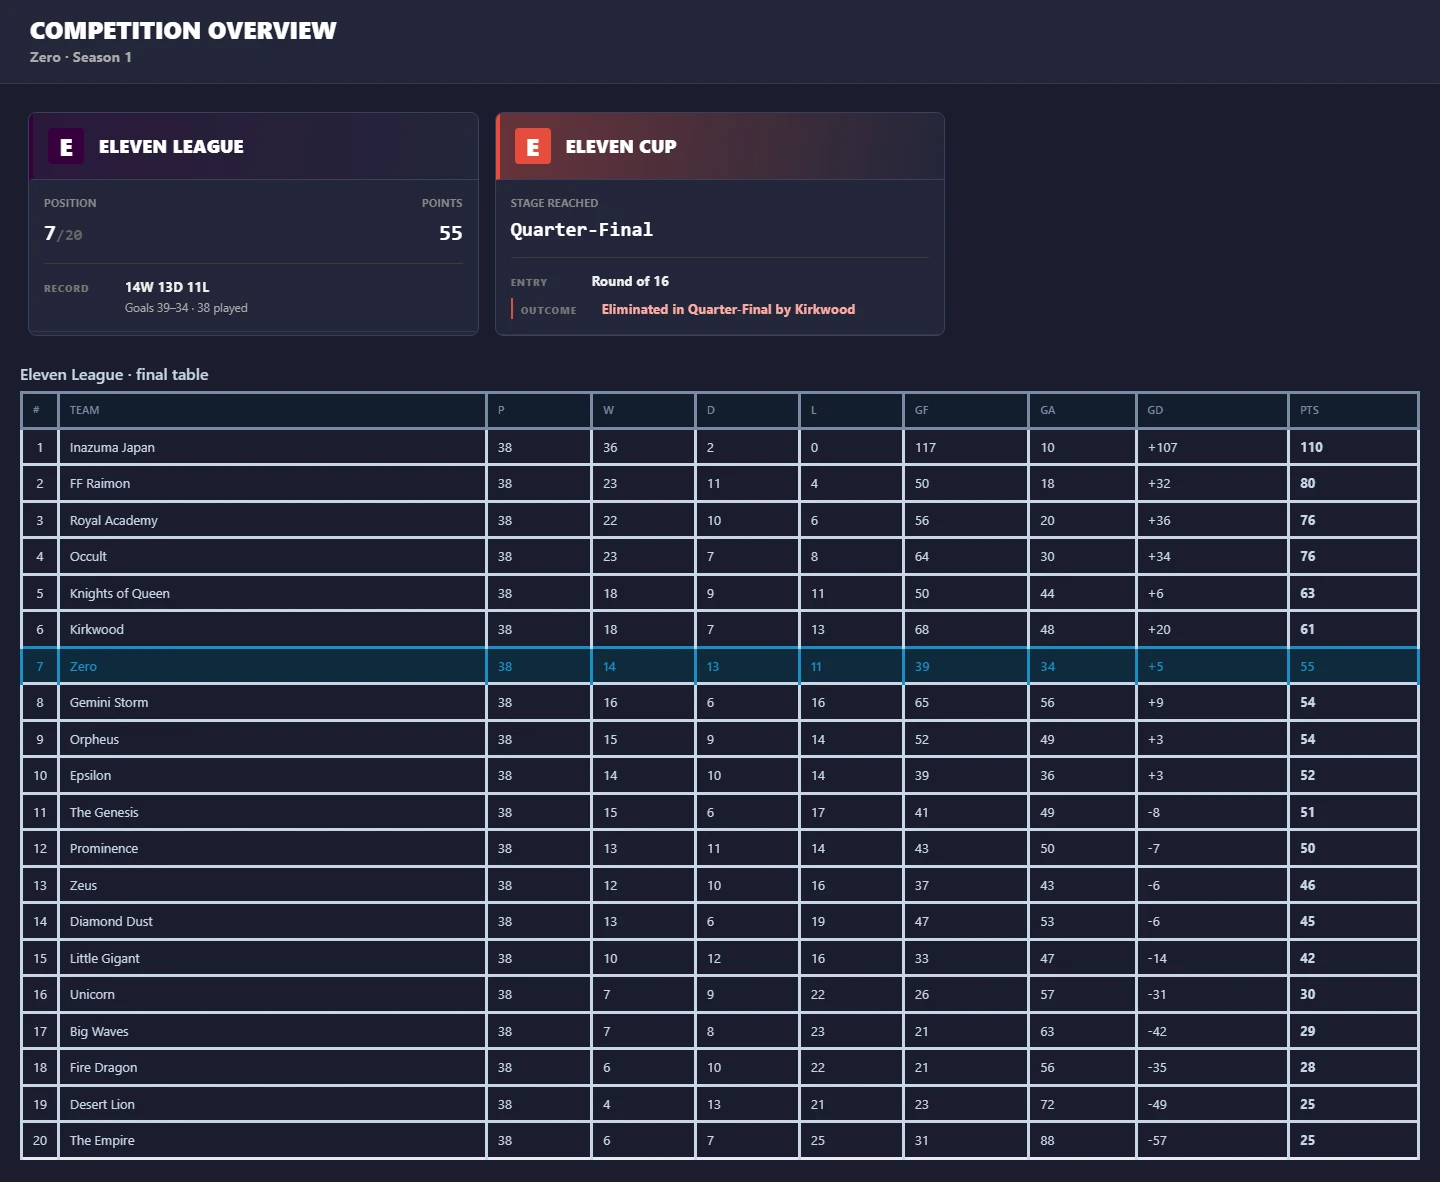 COMPETITION OVERVIEW
Zero · Season 1
E ELEVEN LEAGUE
POSITION POINTS
7/20 55
RECORD 14W 13D 11L
Goals 39–34 · 38 played
E ELEVEN CUP
STAGE REACHED
Quarter-Final
ENTRY Round of 16
OUTCOME Eliminated in Quarter-Final by Kirkwood
Eleven League · final table
# TEAM P W D L GF GA GD PTS
1 Inazuma Japan 38 36 2 0 117 10 +107 110
2 FF Raimon 38 23 11 4 50 18 +32 80
3 Royal Academy 38 22 10 6 56 20 +36 76
4 Occult 38 23 7 8 64 30 +34 76
5 Knights of Queen 38 18 9 11 50 44 +6 63
6 Kirkwood 38 18 7 13 68 48 +20 61
7 Zero 38 14 13 11 39 34 +5 55
8 Gemini Storm 38 16 6 16 65 56 +9 54
9 Orpheus 38 15 9 14 52 49 +3 54
10 Epsilon 38 14 10 14 39 36 +3 52
11 The Genesis 38 15 6 17 41 49 -8 51
12 Prominence 38 13 11 14 43 50 -7 50
13 Zeus 38 12 10 16 37 43 -6 46
14 Diamond Dust 38 13 6 19 47 53 -6 45
15 Little Gigant 38 10 12 16 33 47 -14 42
16 Unicorn 38 7 9 22 26 57 -31 30
17 Big Waves 38 7 8 23 21 63 -42 29
18 Fire Dragon 38 6 10 22 21 56 -35 28
19 Desert Lion 38 4 13 21 23 72 -49 25
20 The Empire 38 6 7 25 31 88 -57 25